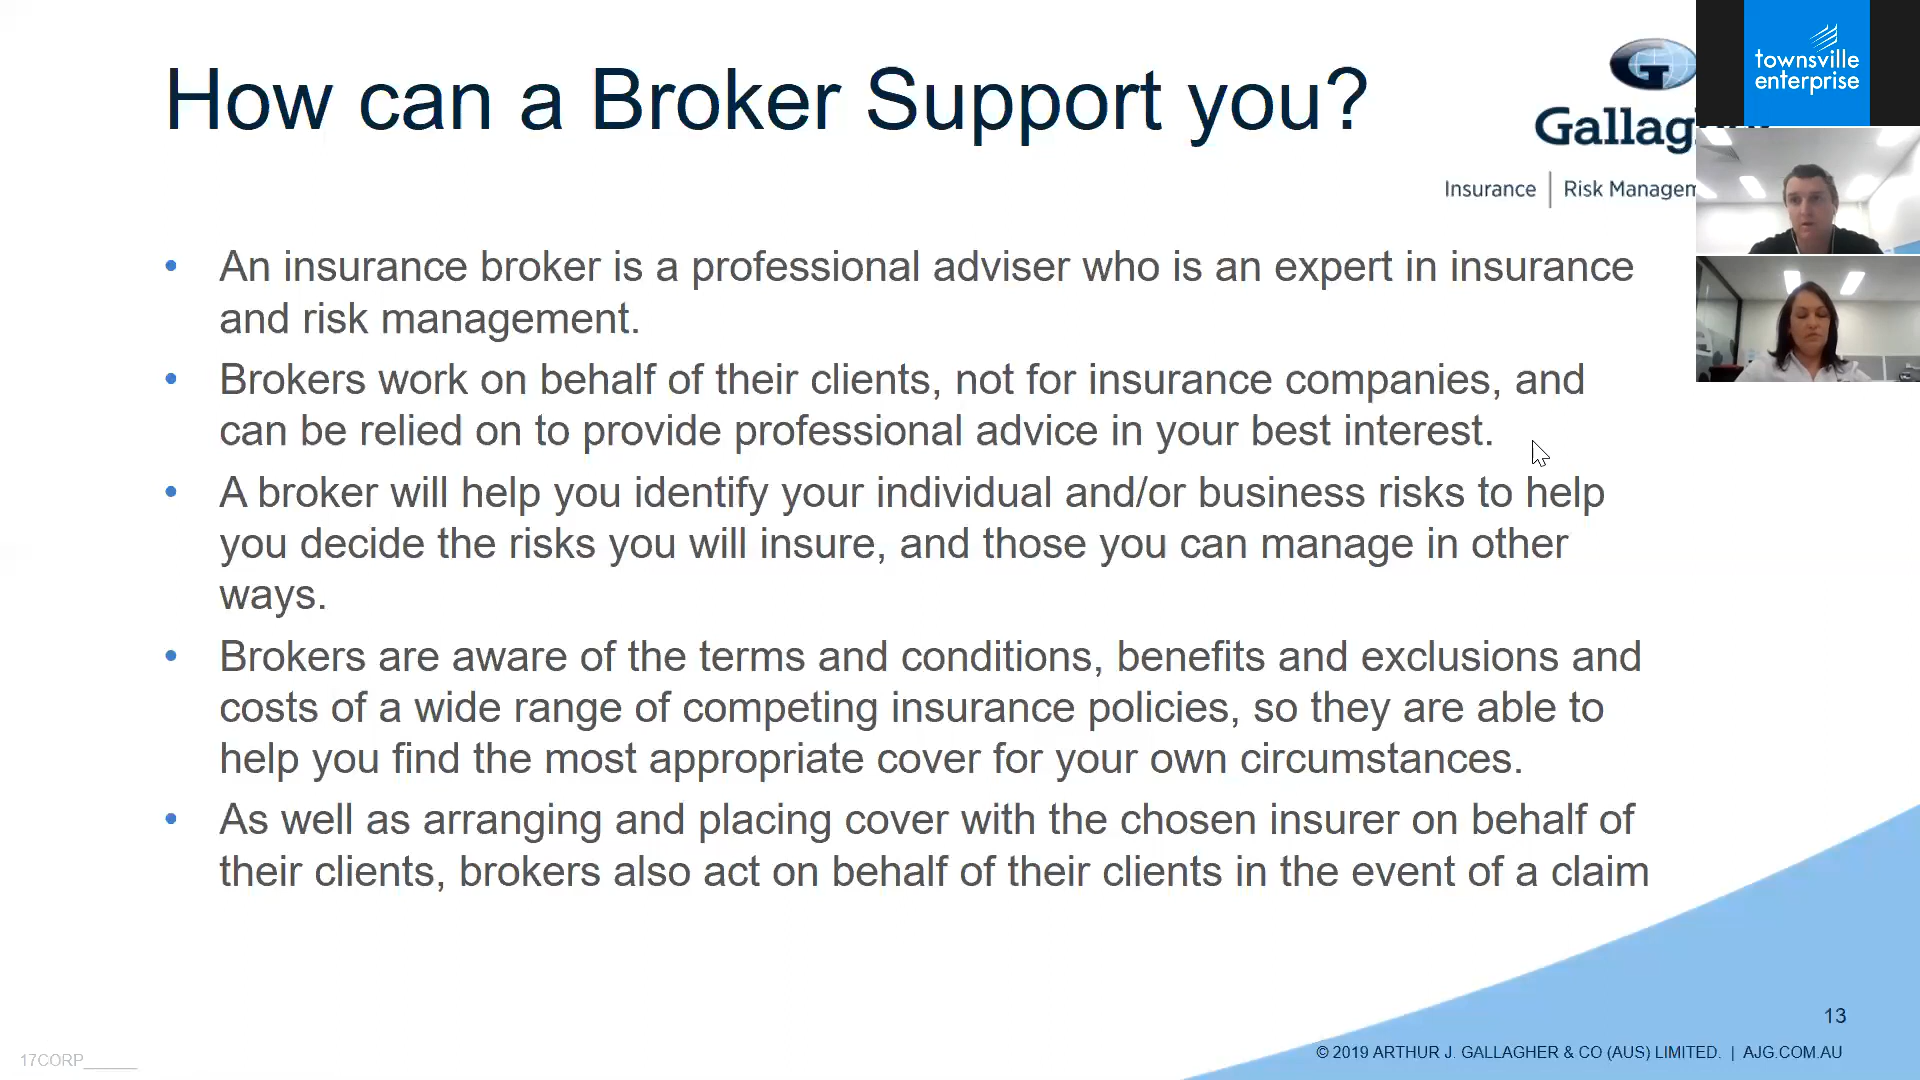 How can a Broker Support you?
Gallag
Insurance | Risk Managem
townsville
enterprise
• An insurance broker is a professional adviser who is an expert in insurance
and risk management.
• Brokers work on behalf of their clients, not for insurance companies, and
can be relied on to provide professional advice in your best interest.
• A broker will help you identify your individual and/or business risks to help
you decide the risks you will insure, and those you can manage in other
ways.
• Brokers are aware of the terms and conditions, benefits and exclusions and
costs of a wide range of competing insurance policies, so they are able to
help you find the most appropriate cover for your own circumstances.
• As well as arranging and placing cover with the chosen insurer on behalf of
their clients, brokers also act on behalf of their clients in the event of a claim
13
© 2019 ARTHUR J. GALLAGHER & CO (AUS) LIMITED. | AJG.COM.AU
17CORP______